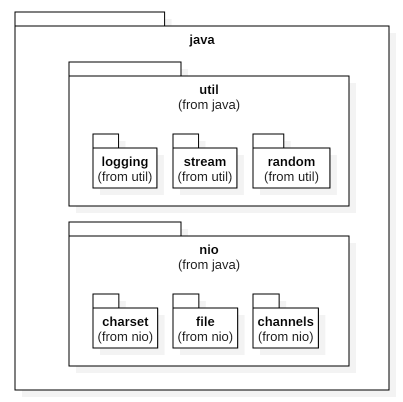 java
util
(from java)
logging
(from util)
stream
(from util)
random
(from util)
nio
(from java)
charset
(from nio)
file
(from nio)
channels
(from nio)